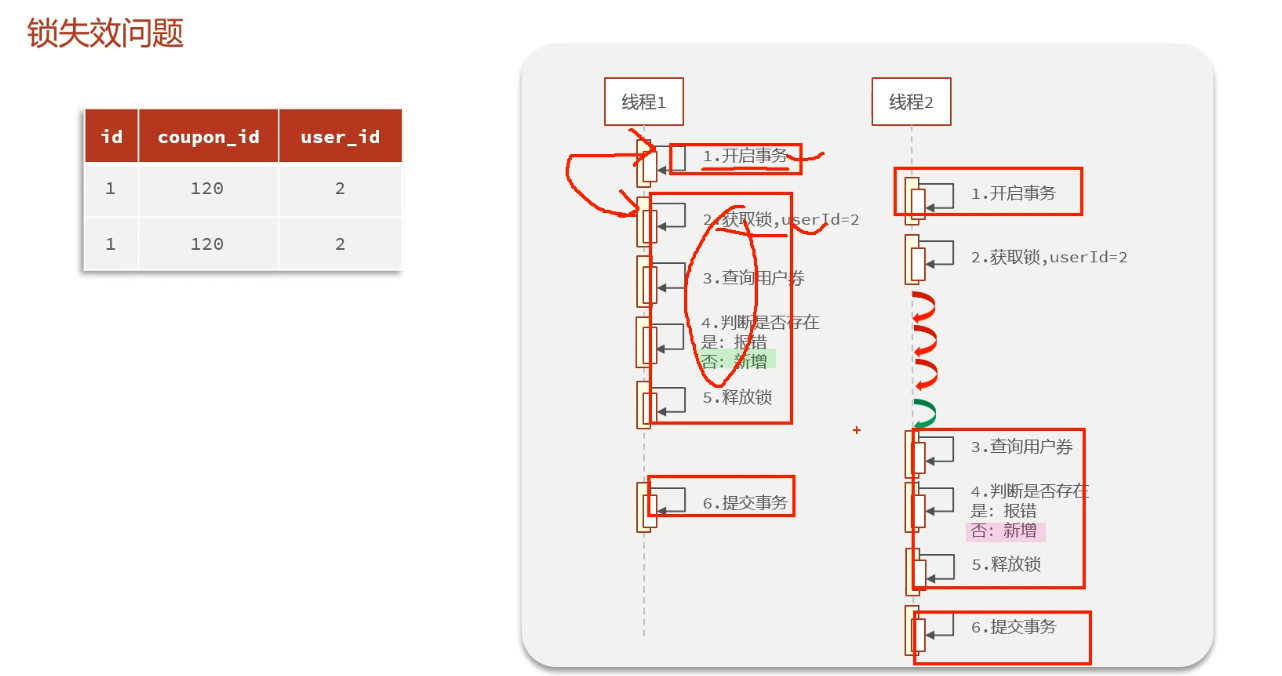 锁失效问题
id coupon_id user_id
1 120 2
1 120 2
线程1
1.开启事务
2.获取锁,userId=2
3.查询用户券
4.判断是否存在
是: 报错
否: 新增
5.释放锁
6.提交事务
线程2
1.开启事务
2.获取锁,userId=2
3.查询用户券
4.判断是否存在
是: 报错
否: 新增
5.释放锁
6.提交事务